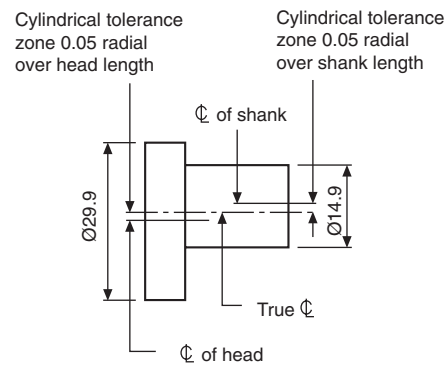 Cylindrical tolerance
zone 0.05 radial
over head length
Cylindrical tolerance
zone 0.05 radial
over shank length
℄ of shank
Ø29.9
Ø14.9
True ℄
℄ of head